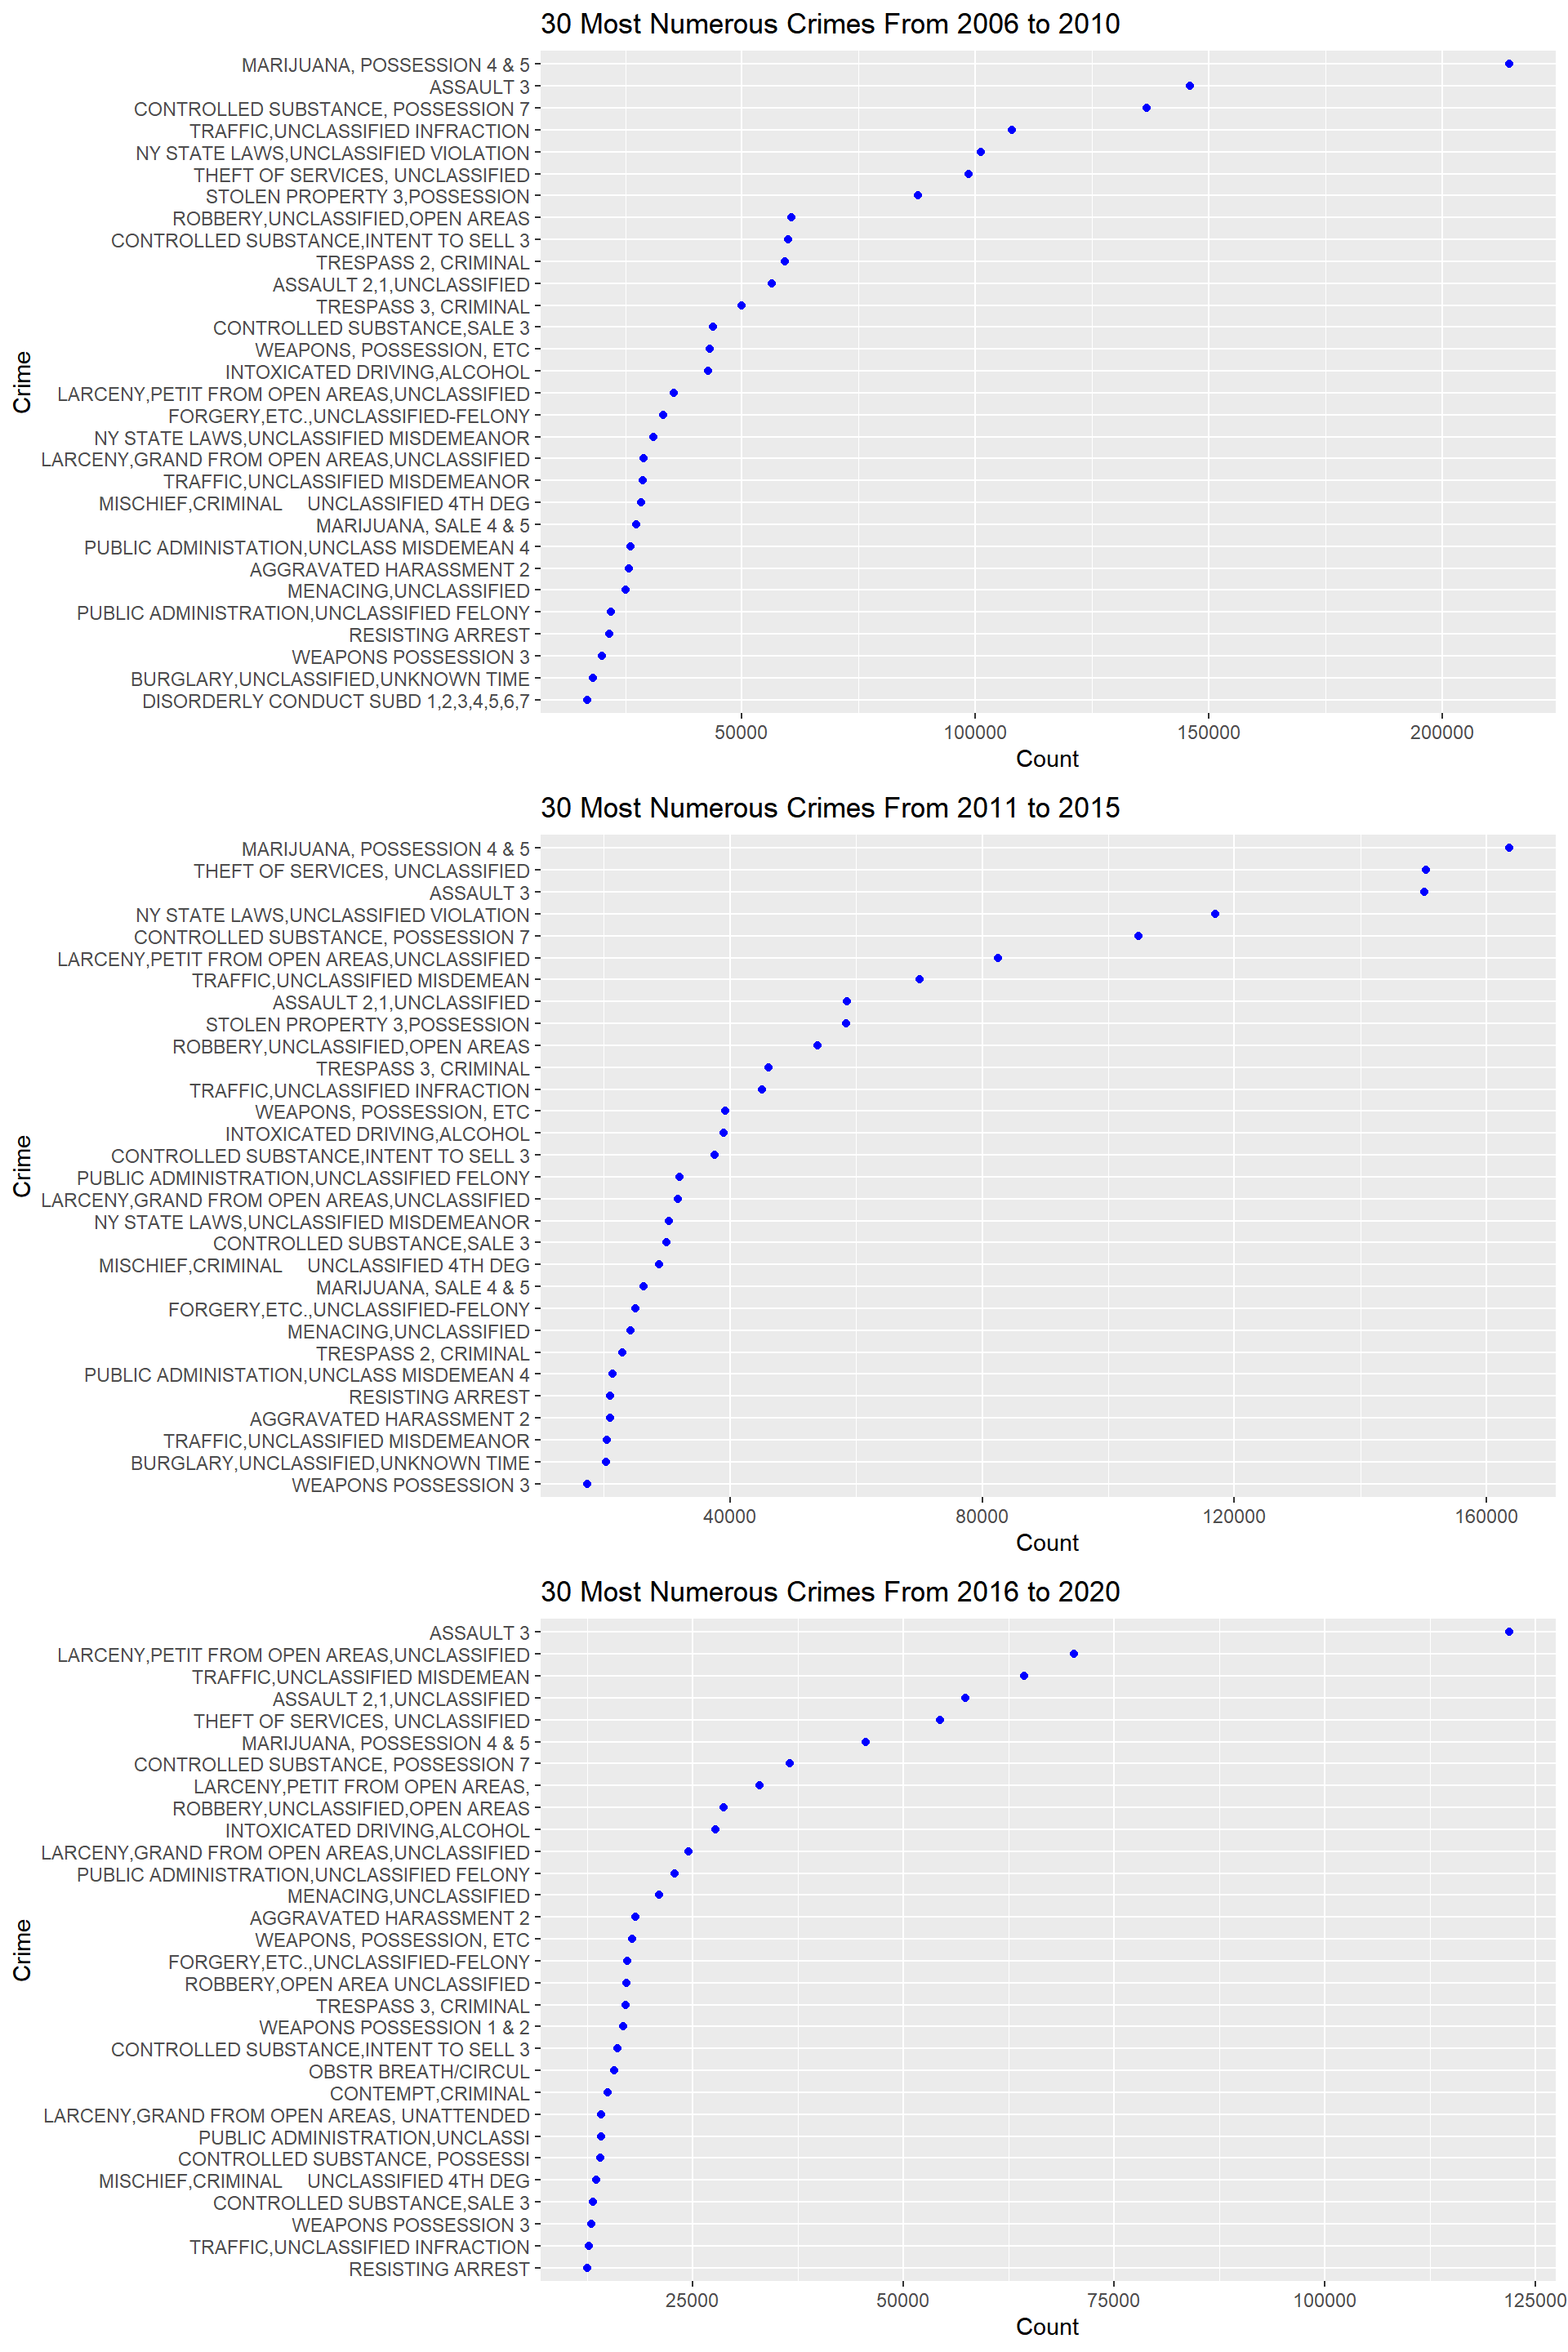 30 Most Numerous Crimes From 2006 to 2010
MARIJUANA, POSSESSION 4 & 5
ASSAULT 3
CONTROLLED SUBSTANCE, POSSESSION 7
TRAFFIC,UNCLASSIFIED INFRACTION
NY STATE LAWS,UNCLASSIFIED VIOLATION
THEFT OF SERVICES, UNCLASSIFIED
STOLEN PROPERTY 3,POSSESSION
ROBBERY,UNCLASSIFIED,OPEN AREAS
CONTROLLED SUBSTANCE,INTENT TO SELL 3
TRESPASS 2, CRIMINAL
ASSAULT 2,1,UNCLASSIFIED
TRESPASS 3, CRIMINAL
CONTROLLED SUBSTANCE,SALE 3
WEAPONS, POSSESSION, ETC
INTOXICATED DRIVING,ALCOHOL
LARCENY,PETIT FROM OPEN AREAS,UNCLASSIFIED
FORGERY,ETC.,UNCLASSIFIED-FELONY
NY STATE LAWS,UNCLASSIFIED MISDEMEANOR
LARCENY,GRAND FROM OPEN AREAS,UNCLASSIFIED
TRAFFIC,UNCLASSIFIED MISDEMEANOR
MISCHIEF,CRIMINAL     UNCLASSIFIED 4TH DEG
MARIJUANA, SALE 4 & 5
PUBLIC ADMINISTATION,UNCLASS MISDEMEAN 4
AGGRAVATED HARASSMENT 2
MENACING,UNCLASSIFIED
PUBLIC ADMINISTRATION,UNCLASSIFIED FELONY
RESISTING ARREST
WEAPONS POSSESSION 3
BURGLARY,UNCLASSIFIED,UNKNOWN TIME
DISORDERLY CONDUCT SUBD 1,2,3,4,5,6,7
Crime
50000 100000 150000 200000
Count
30 Most Numerous Crimes From 2011 to 2015
MARIJUANA, POSSESSION 4 & 5
THEFT OF SERVICES, UNCLASSIFIED
ASSAULT 3
NY STATE LAWS,UNCLASSIFIED VIOLATION
CONTROLLED SUBSTANCE, POSSESSION 7
LARCENY,PETIT FROM OPEN AREAS,UNCLASSIFIED
TRAFFIC,UNCLASSIFIED MISDEMEAN
ASSAULT 2,1,UNCLASSIFIED
STOLEN PROPERTY 3,POSSESSION
ROBBERY,UNCLASSIFIED,OPEN AREAS
TRESPASS 3, CRIMINAL
TRAFFIC,UNCLASSIFIED INFRACTION
WEAPONS, POSSESSION, ETC
INTOXICATED DRIVING,ALCOHOL
CONTROLLED SUBSTANCE,INTENT TO SELL 3
PUBLIC ADMINISTRATION,UNCLASSIFIED FELONY
LARCENY,GRAND FROM OPEN AREAS,UNCLASSIFIED
NY STATE LAWS,UNCLASSIFIED MISDEMEANOR
CONTROLLED SUBSTANCE,SALE 3
MISCHIEF,CRIMINAL     UNCLASSIFIED 4TH DEG
MARIJUANA, SALE 4 & 5
FORGERY,ETC.,UNCLASSIFIED-FELONY
MENACING,UNCLASSIFIED
TRESPASS 2, CRIMINAL
PUBLIC ADMINISTATION,UNCLASS MISDEMEAN 4
RESISTING ARREST
AGGRAVATED HARASSMENT 2
TRAFFIC,UNCLASSIFIED MISDEMEANOR
BURGLARY,UNCLASSIFIED,UNKNOWN TIME
WEAPONS POSSESSION 3
Crime
40000 80000 120000 160000
Count
30 Most Numerous Crimes From 2016 to 2020
ASSAULT 3
LARCENY,PETIT FROM OPEN AREAS,UNCLASSIFIED
TRAFFIC,UNCLASSIFIED MISDEMEAN
ASSAULT 2,1,UNCLASSIFIED
THEFT OF SERVICES, UNCLASSIFIED
MARIJUANA, POSSESSION 4 & 5
CONTROLLED SUBSTANCE, POSSESSION 7
LARCENY,PETIT FROM OPEN AREAS,
ROBBERY,UNCLASSIFIED,OPEN AREAS
INTOXICATED DRIVING,ALCOHOL
LARCENY,GRAND FROM OPEN AREAS,UNCLASSIFIED
PUBLIC ADMINISTRATION,UNCLASSIFIED FELONY
MENACING,UNCLASSIFIED
AGGRAVATED HARASSMENT 2
WEAPONS, POSSESSION, ETC
FORGERY,ETC.,UNCLASSIFIED-FELONY
ROBBERY,OPEN AREA UNCLASSIFIED
TRESPASS 3, CRIMINAL
WEAPONS POSSESSION 1 & 2
CONTROLLED SUBSTANCE,INTENT TO SELL 3
OBSTR BREATH/CIRCUL
CONTEMPT,CRIMINAL
LARCENY,GRAND FROM OPEN AREAS, UNATTENDED
PUBLIC ADMINISTRATION,UNCLASSI
CONTROLLED SUBSTANCE, POSSESSI
MISCHIEF,CRIMINAL     UNCLASSIFIED 4TH DEG
CONTROLLED SUBSTANCE,SALE 3
WEAPONS POSSESSION 3
TRAFFIC,UNCLASSIFIED INFRACTION
RESISTING ARREST
Crime
25000 50000 75000 100000 125000
Count